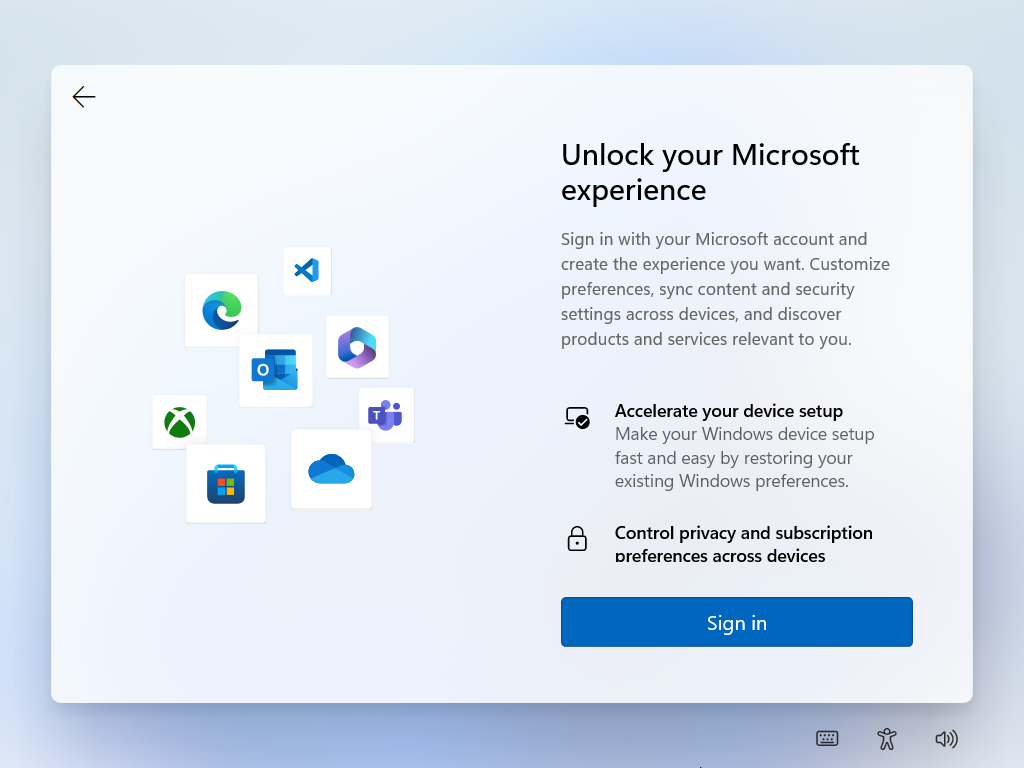 Unlock your Microsoft
experience
Sign in with your Microsoft account and
create the experience you want. Customize
preferences, sync content and security
settings across devices, and discover
products and services relevant to you.
Accelerate your device setup
Make your Windows device setup
fast and easy by restoring your
existing Windows preferences.
Control privacy and subscription
preferences across devices
Sign in